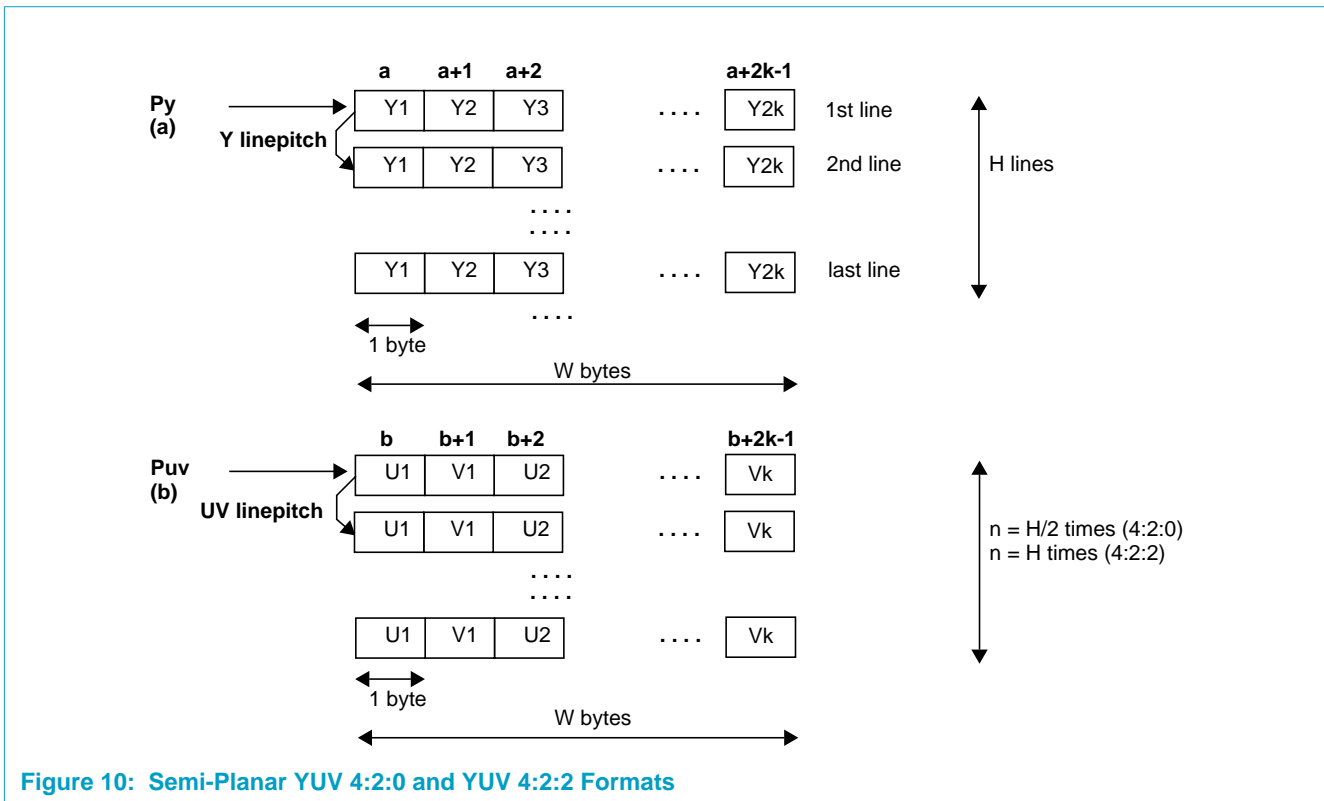 a a+1 a+2 a+2k-1
Py
(a)
Y1 Y2 Y3 .... Y2k 1st line
Y linepitch
Y1 Y2 Y3 .... Y2k 2nd line
H lines
....
....
Y1 Y2 Y3 .... Y2k last line
....
1 byte
W bytes
b b+1 b+2 b+2k-1
Puv
(b)
U1 V1 U2 .... Vk
UV linepitch
U1 V1 U2 .... Vk
n = H/2 times (4:2:0)
n = H times (4:2:2)
....
....
U1 V1 U2 .... Vk
1 byte
W bytes
Figure 10: Semi-Planar YUV 4:2:0 and YUV 4:2:2 Formats